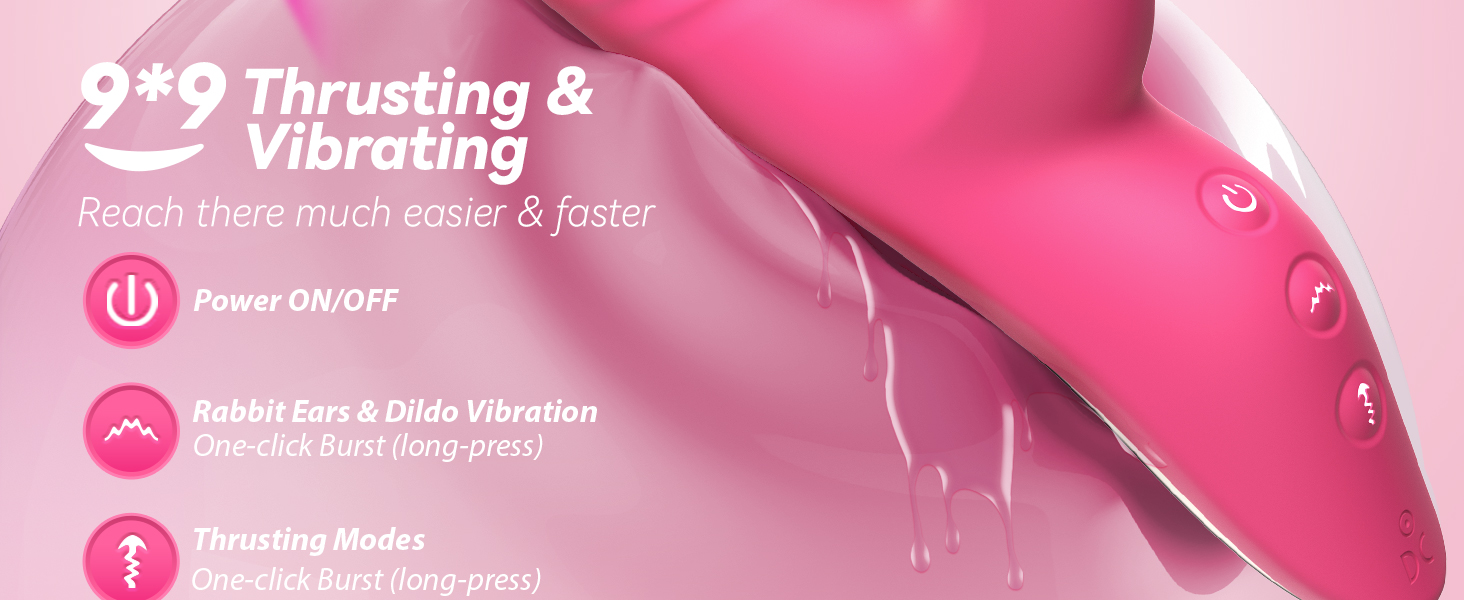 9*9 Thrusting &
Vibrating
Reach there much easier & faster
Power ON/OFF
Rabbit Ears & Dildo Vibration
One-click Burst (long-press)
Thrusting Modes
One-click Burst (long-press)